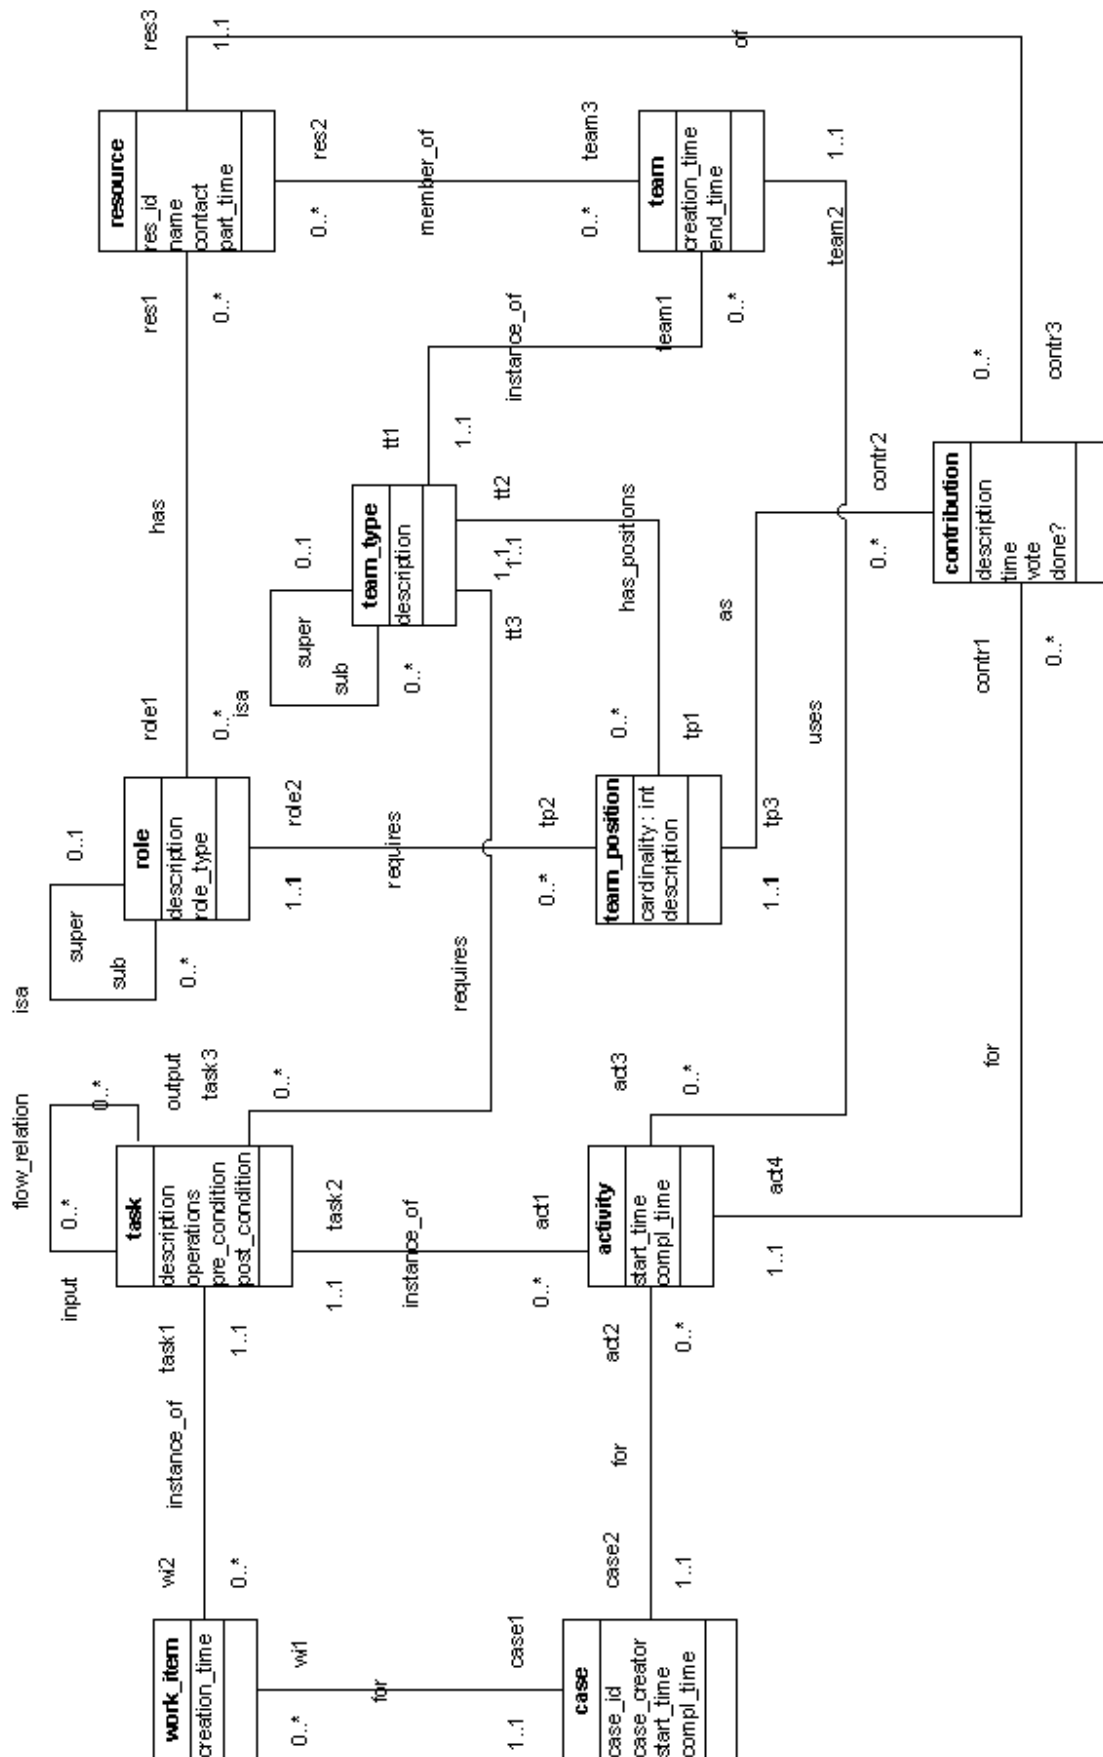 flow_relation
isa
input
0..*
0..*
output
task3
0..*
task
description
operations
pre_condition
post_condition
super
sub
0..1
0..*
role
description
role_type
role1
0..*
isa
has
res1
0..*
resource
res_id
name
contact
part_time
res3
1..1
of
task1
1..1
instance_of
wi2
0..*
work_item
creation_time
wi1
0..*
for
case1
1..1
case
case_id
case_creator
start_time
compl_time
case2
1..1
for
act2
0..*
task2
1..1
instance_of
act1
0..*
activity
start_time
compl_time
act3
0..*
act4
1..1
requires
role2
1..1
requires
tp2
0..*
team_position
cardinality : int
description
tp1
0..*
tp3
1..1
super
sub
0..1
0..*
team_type
description
tt1
1..1
tt2
1..1
tt3
1..1
has_positions
instance_of
team1
0..*
res2
0..*
member_of
team3
0..*
team
creation_time
end_time
team2
1..1
uses
as
contr2
0..*
contribution
description
time
vote
done?
contr1
0..*
contr3
0..*
for